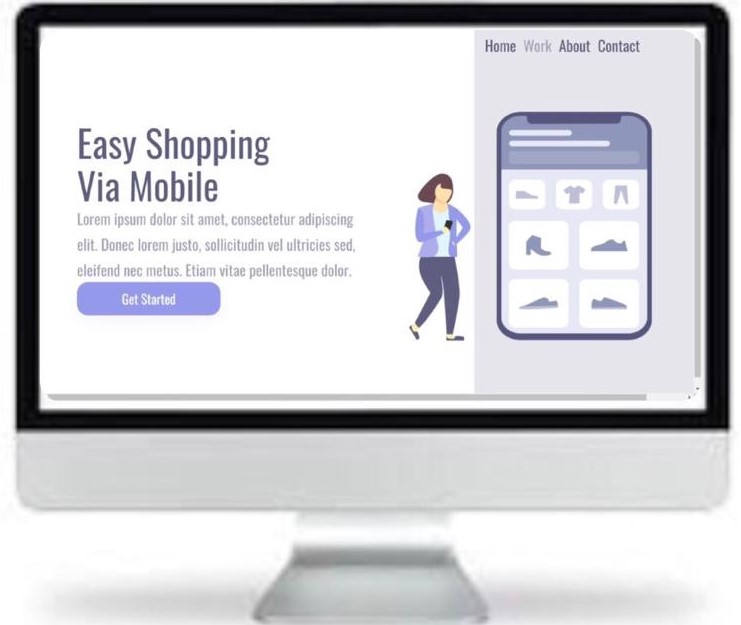 Home Work About Contact
Easy Shopping
Via Mobile
Lorem ipsum dolor sit amet, consectetur adipiscing
elit. Donec lorem justo, sollicitudin vel ultricies sed,
eleifend nec metus. Etiam vitae pellentesque dolor.
Get Started